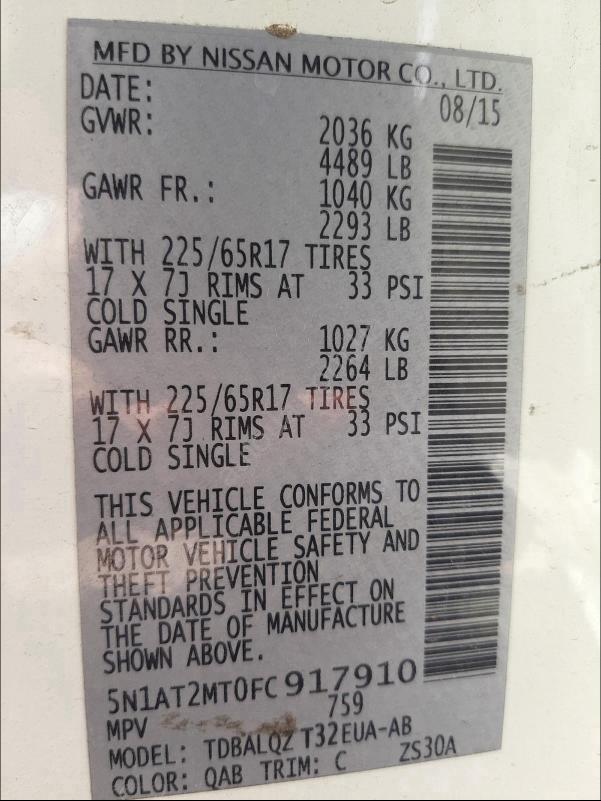 MFD BY NISSAN MOTOR CO., LTD.
DATE: 08/15
GVWR: 2036 KG
4489 LB
GAWR FR.: 1040 KG
2293 LB
WITH 225/65R17 TIRES
17 X 7J RIMS AT 33 PSI
COLD SINGLE
GAWR RR.: 1027 KG
2264 LB
WITH 225/65R17 TIRES
17 X 7J RIMS AT 33 PSI
COLD SINGLE
THIS VEHICLE CONFORMS TO
ALL APPLICABLE FEDERAL
MOTOR VEHICLE SAFETY AND
THEFT PREVENTION
STANDARDS IN EFFECT ON
THE DATE OF MANUFACTURE
SHOWN ABOVE.
5N1AT2MT0FC917910
MPV 759
MODEL: TDBALQZ T32EUA-AB
COLOR: QAB TRIM: C ZS30A